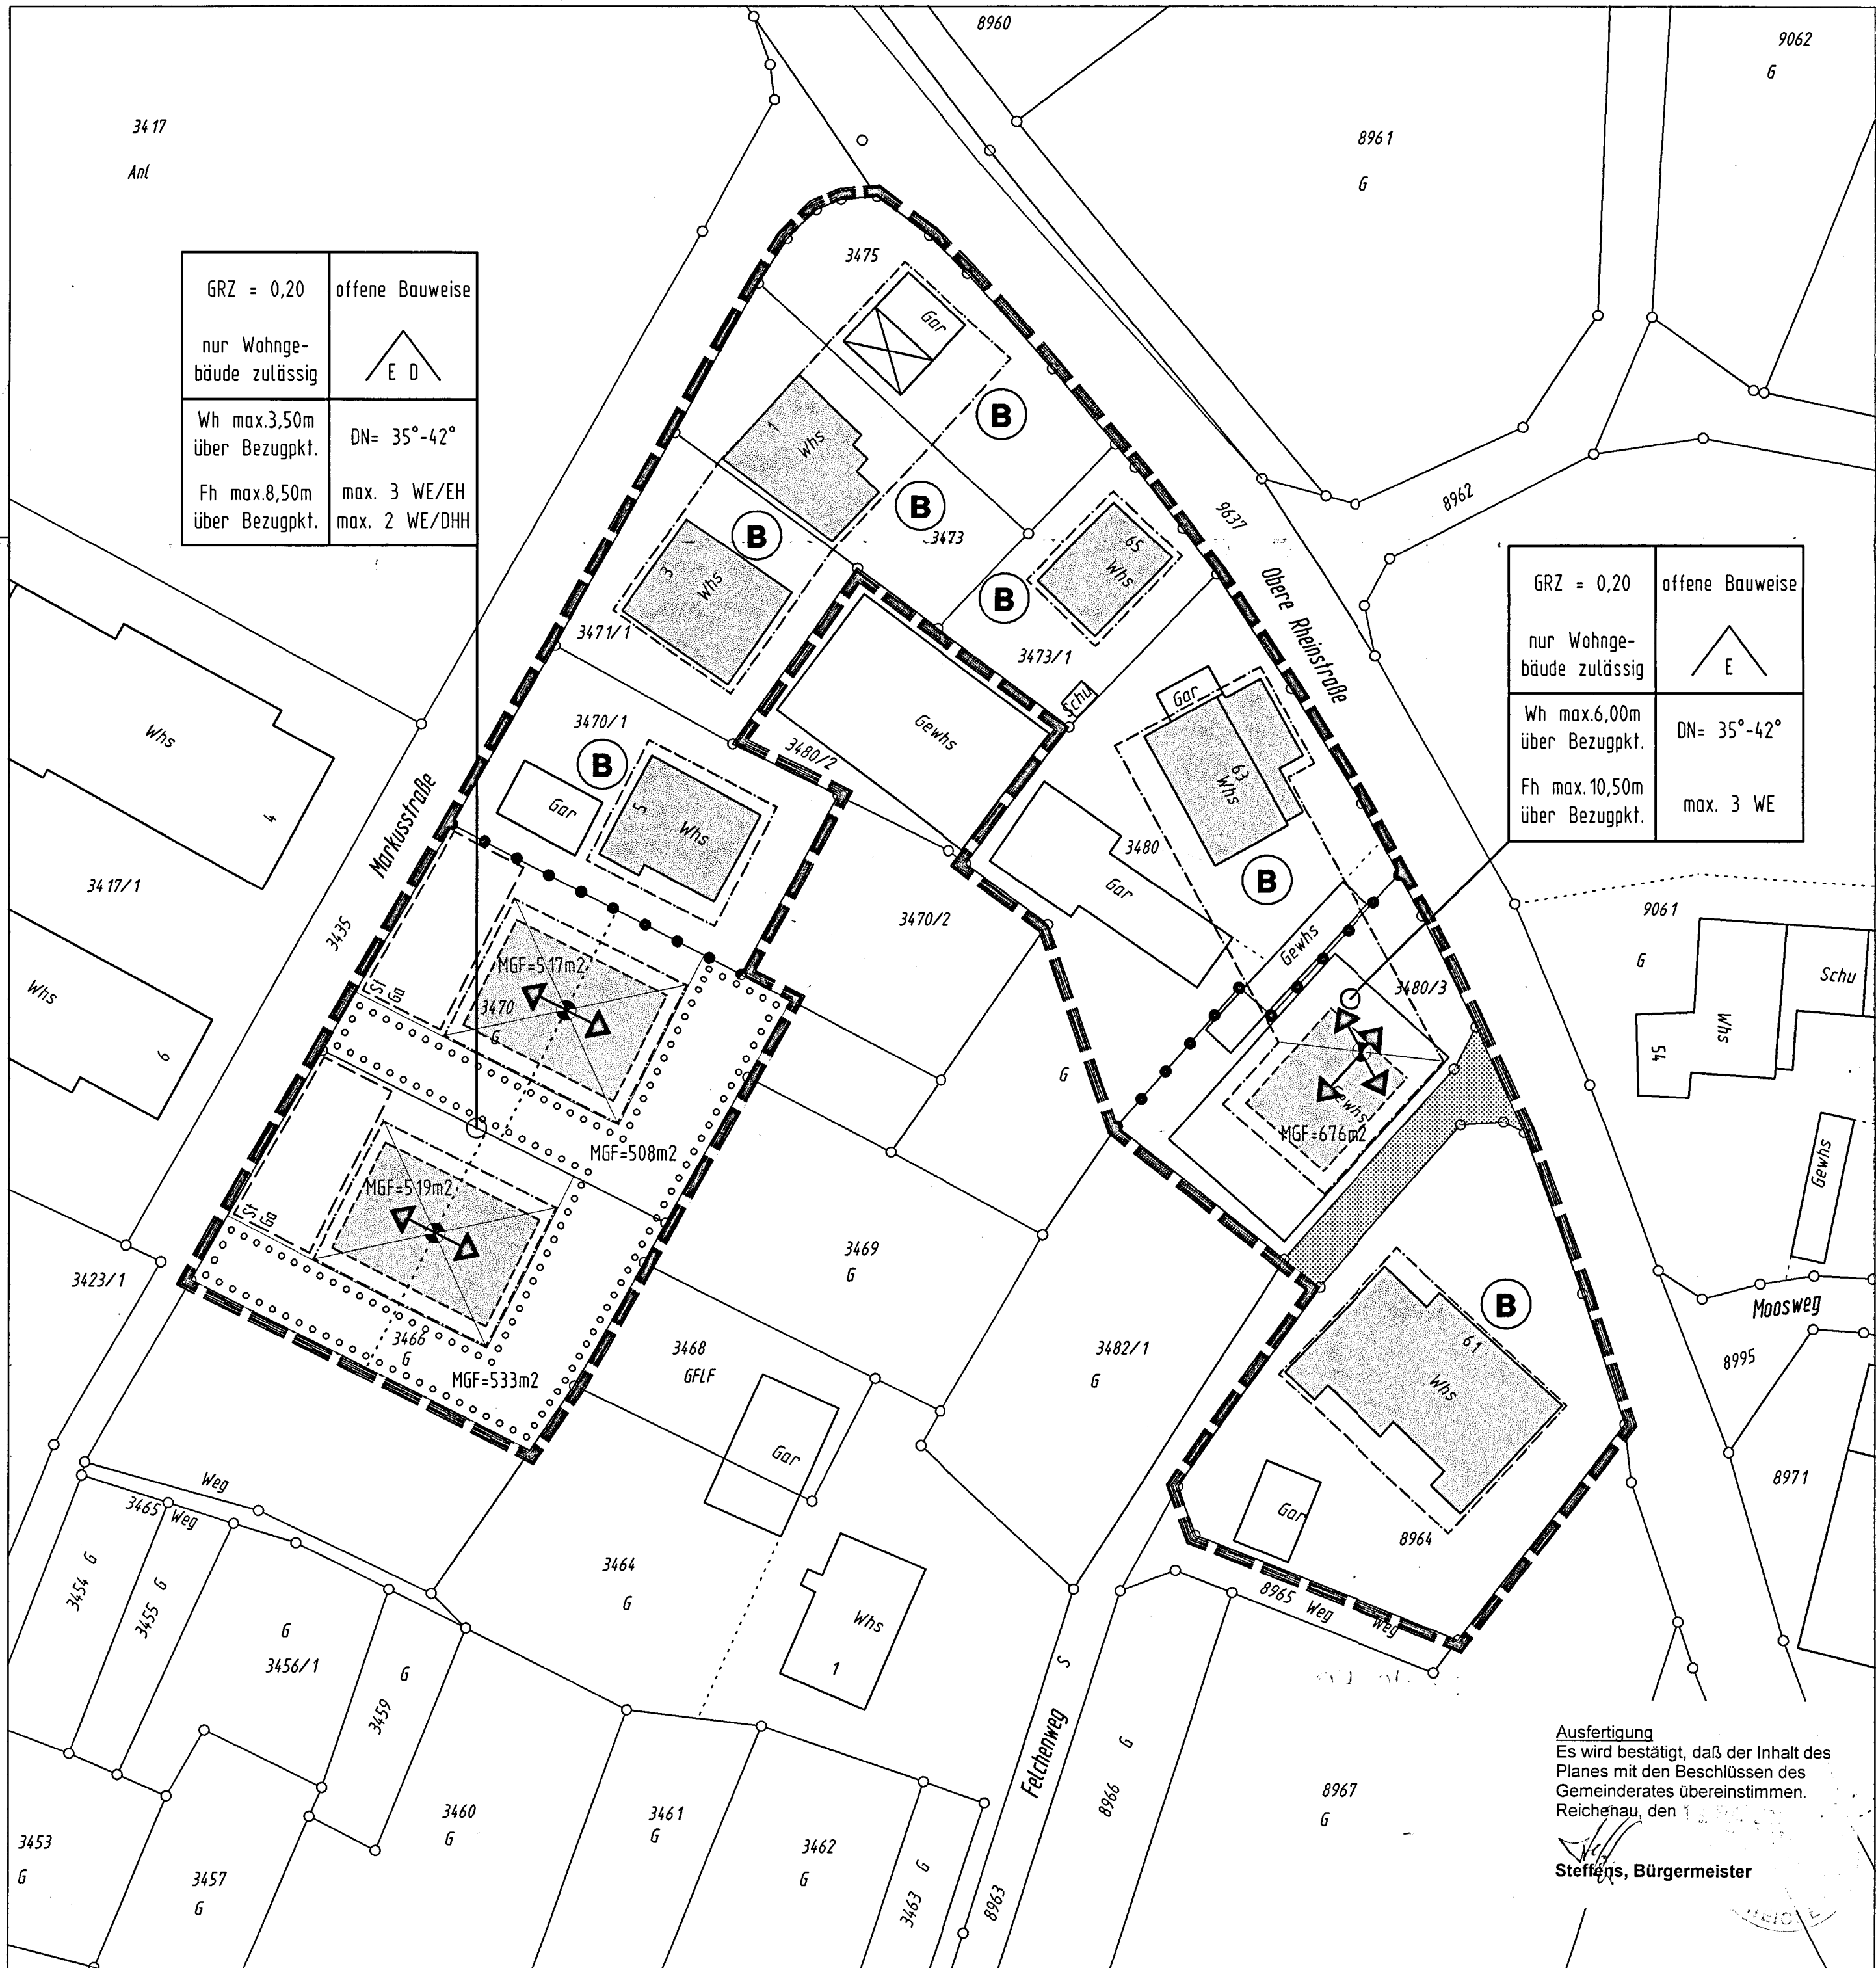 8960
9062
G
3417
Anl
8961
G
GRZ = 0,20
offene Bauweise
nur Wohnge-
bäude zulässig
E D
Wh max.3,50m
über Bezugpkt.
DN= 35°-42°
Fh max.8,50m
über Bezugpkt.
max. 3 WE/EH
max. 2 WE/DHH
3475
Gar
B
1
Whs
B
3473
B
3
Whs
65
Whs
B
3471/1
3473/1
9637
8962
Obere Rheinstraße
GRZ = 0,20
offene Bauweise
nur Wohnge-
bäude zulässig
E
Wh max.6,00m
über Bezugpkt.
DN= 35°-42°
Fh max.10,50m
über Bezugpkt.
max. 3 WE
Schu
Gar
63
Whs
B
3470/1
B
3480/2
Gewhs
Gar
5
Whs
3480
Gar
Markusstraße
Whs
4
3417/1
3435
Whs
6
3470/2
G
Gewhs
3480/3
9061
G
Schu
Whs
54
Gewhs
MGF=517m2
3470
G
St
Ga
MGF=508m2
MGF=519m2
St
Ga
3466
G
MGF=533m2
Gewhs
MGF=676m2
3423/1
3469
G
3468
GFLF
3482/1
G
B
61
Whs
Moosweg
8995
8971
Gar
Gar
8964
Weg
3465
Weg
3454 G
3455 G
G
3456/1
3459 G
3464
G
Whs
1
8965 Weg
Weg
Felchenweg
S
8966 G
8967
G
3453
G
3457
G
3460
G
3461
G
3462
G
3463 G
8963
Ausfertigung
Es wird bestätigt, daß der Inhalt des
Planes mit den Beschlüssen des
Gemeinderates übereinstimmen.
Reichenau, den
Steffens, Bürgermeister